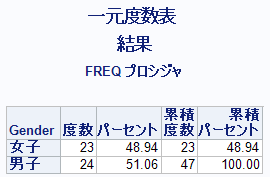 一元度数表
結果
FREQ プロシジャ
Gender 度数 パーセント 累積度数 累積パーセント
女子 23 48.94 23 48.94
男子 24 51.06 47 100.00